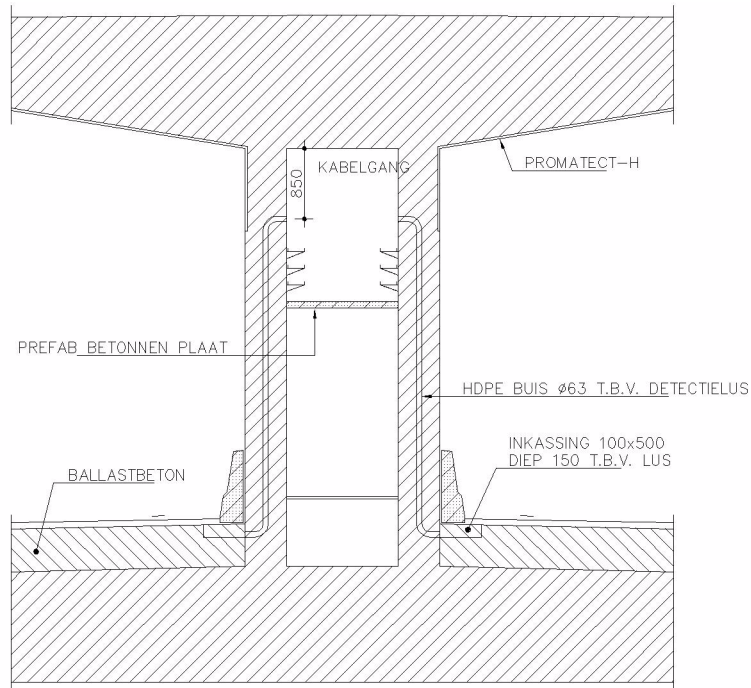 KABELGANG
850
PROMATECT-H
PREFAB BETONNEN PLAAT
HDPE BUIS Ø63 T.B.V. DETECTIELUS
INKASSING 100x500
DIEP 150 T.B.V. LUS
BALLASTBETON